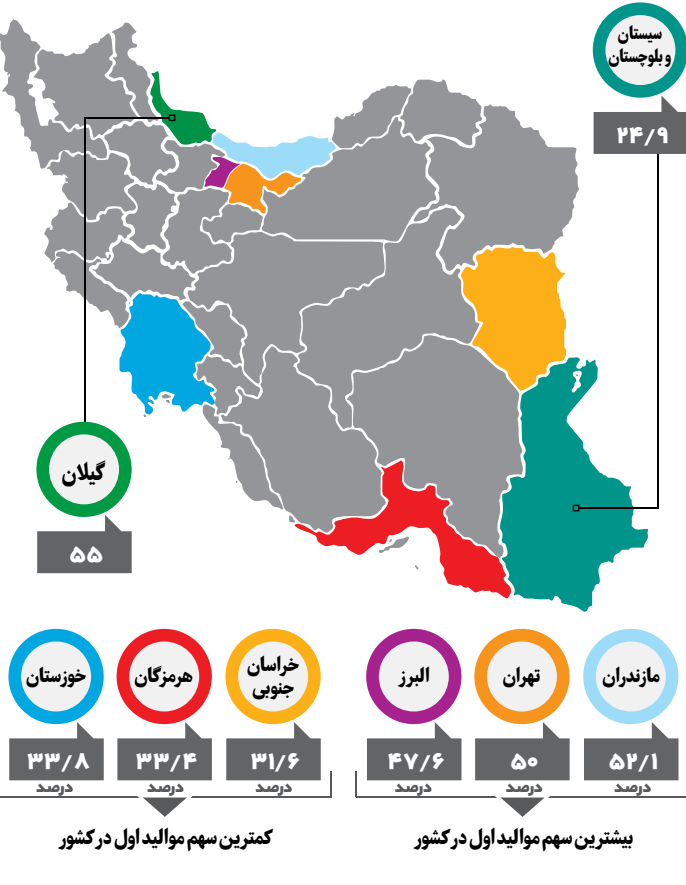 سیستان
و بلوچستان
۲۴/۹
گیلان
۵۵
مازندران
۵۲/۱
درصد
تهران
۵۰
درصد
البرز
۴۷/۶
درصد
بیشترین سهم موالید اول در کشور
خراسان
جنوبی
۳۱/۶
درصد
هرمزگان
۳۳/۴
درصد
خوزستان
۳۳/۸
درصد
کمترین سهم موالید اول در کشور